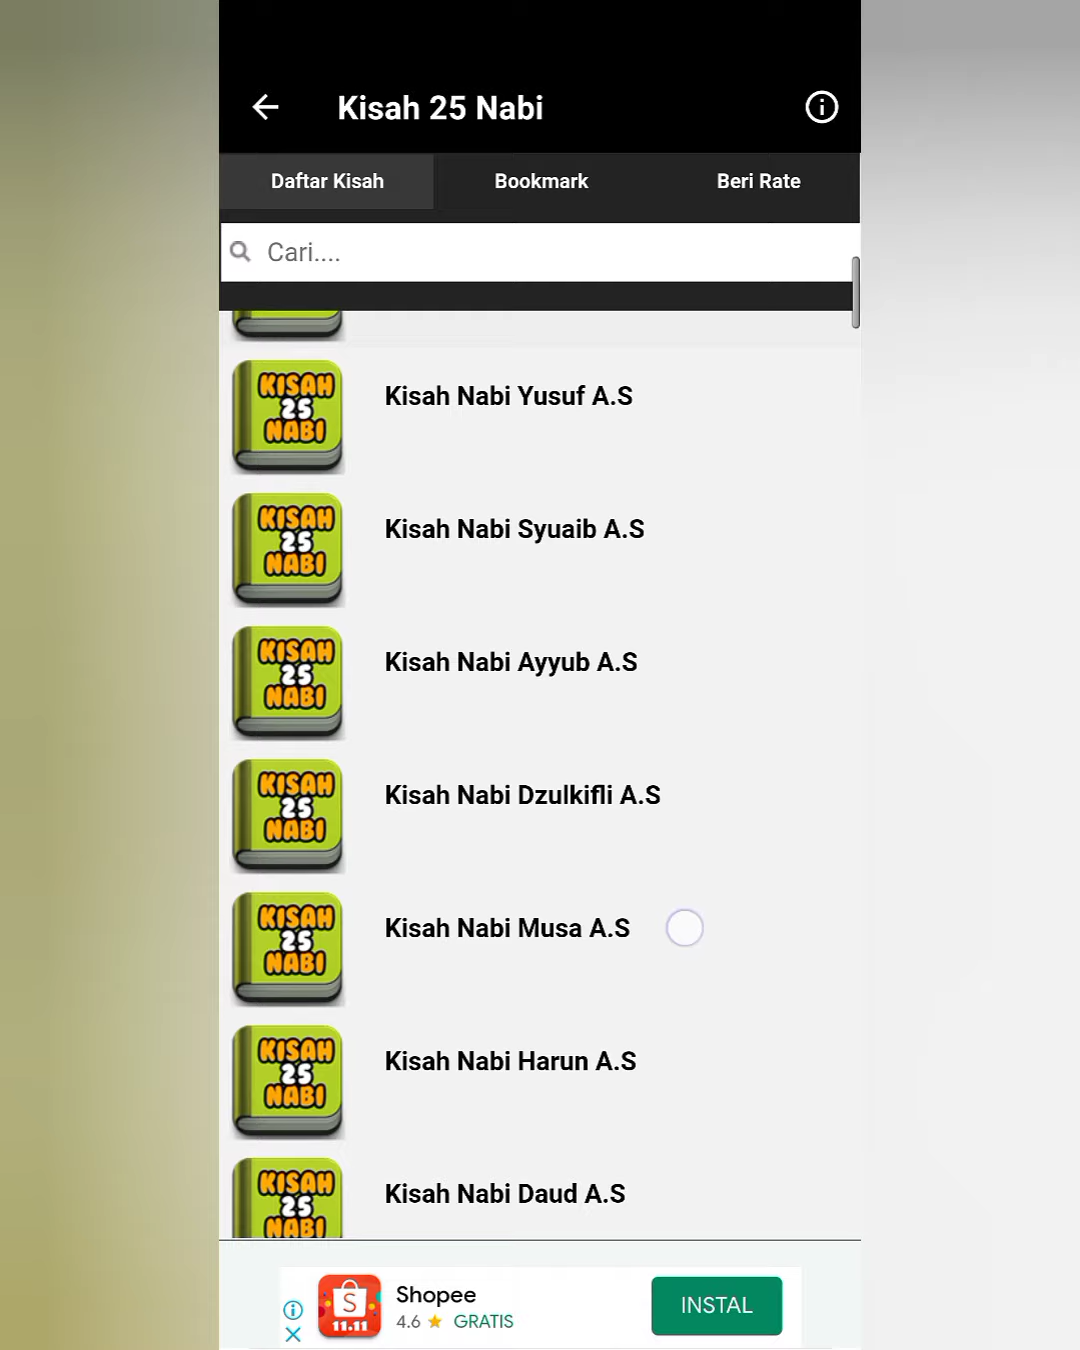 Kisah 25 Nabi
Daftar Kisah
Bookmark
Beri Rate
Cari....
KISAH
25
NABI
Kisah Nabi Yusuf A.S
KISAH
25
NABI
Kisah Nabi Syuaib A.S
KISAH
25
NABI
Kisah Nabi Ayyub A.S
KISAH
25
NABI
Kisah Nabi Dzulkifli A.S
KISAH
25
NABI
Kisah Nabi Musa A.S
KISAH
25
NABI
Kisah Nabi Harun A.S
KISAH
25
NABI
Kisah Nabi Daud A.S
S
11.11
Shopee
4.6 ★ GRATIS
INSTAL